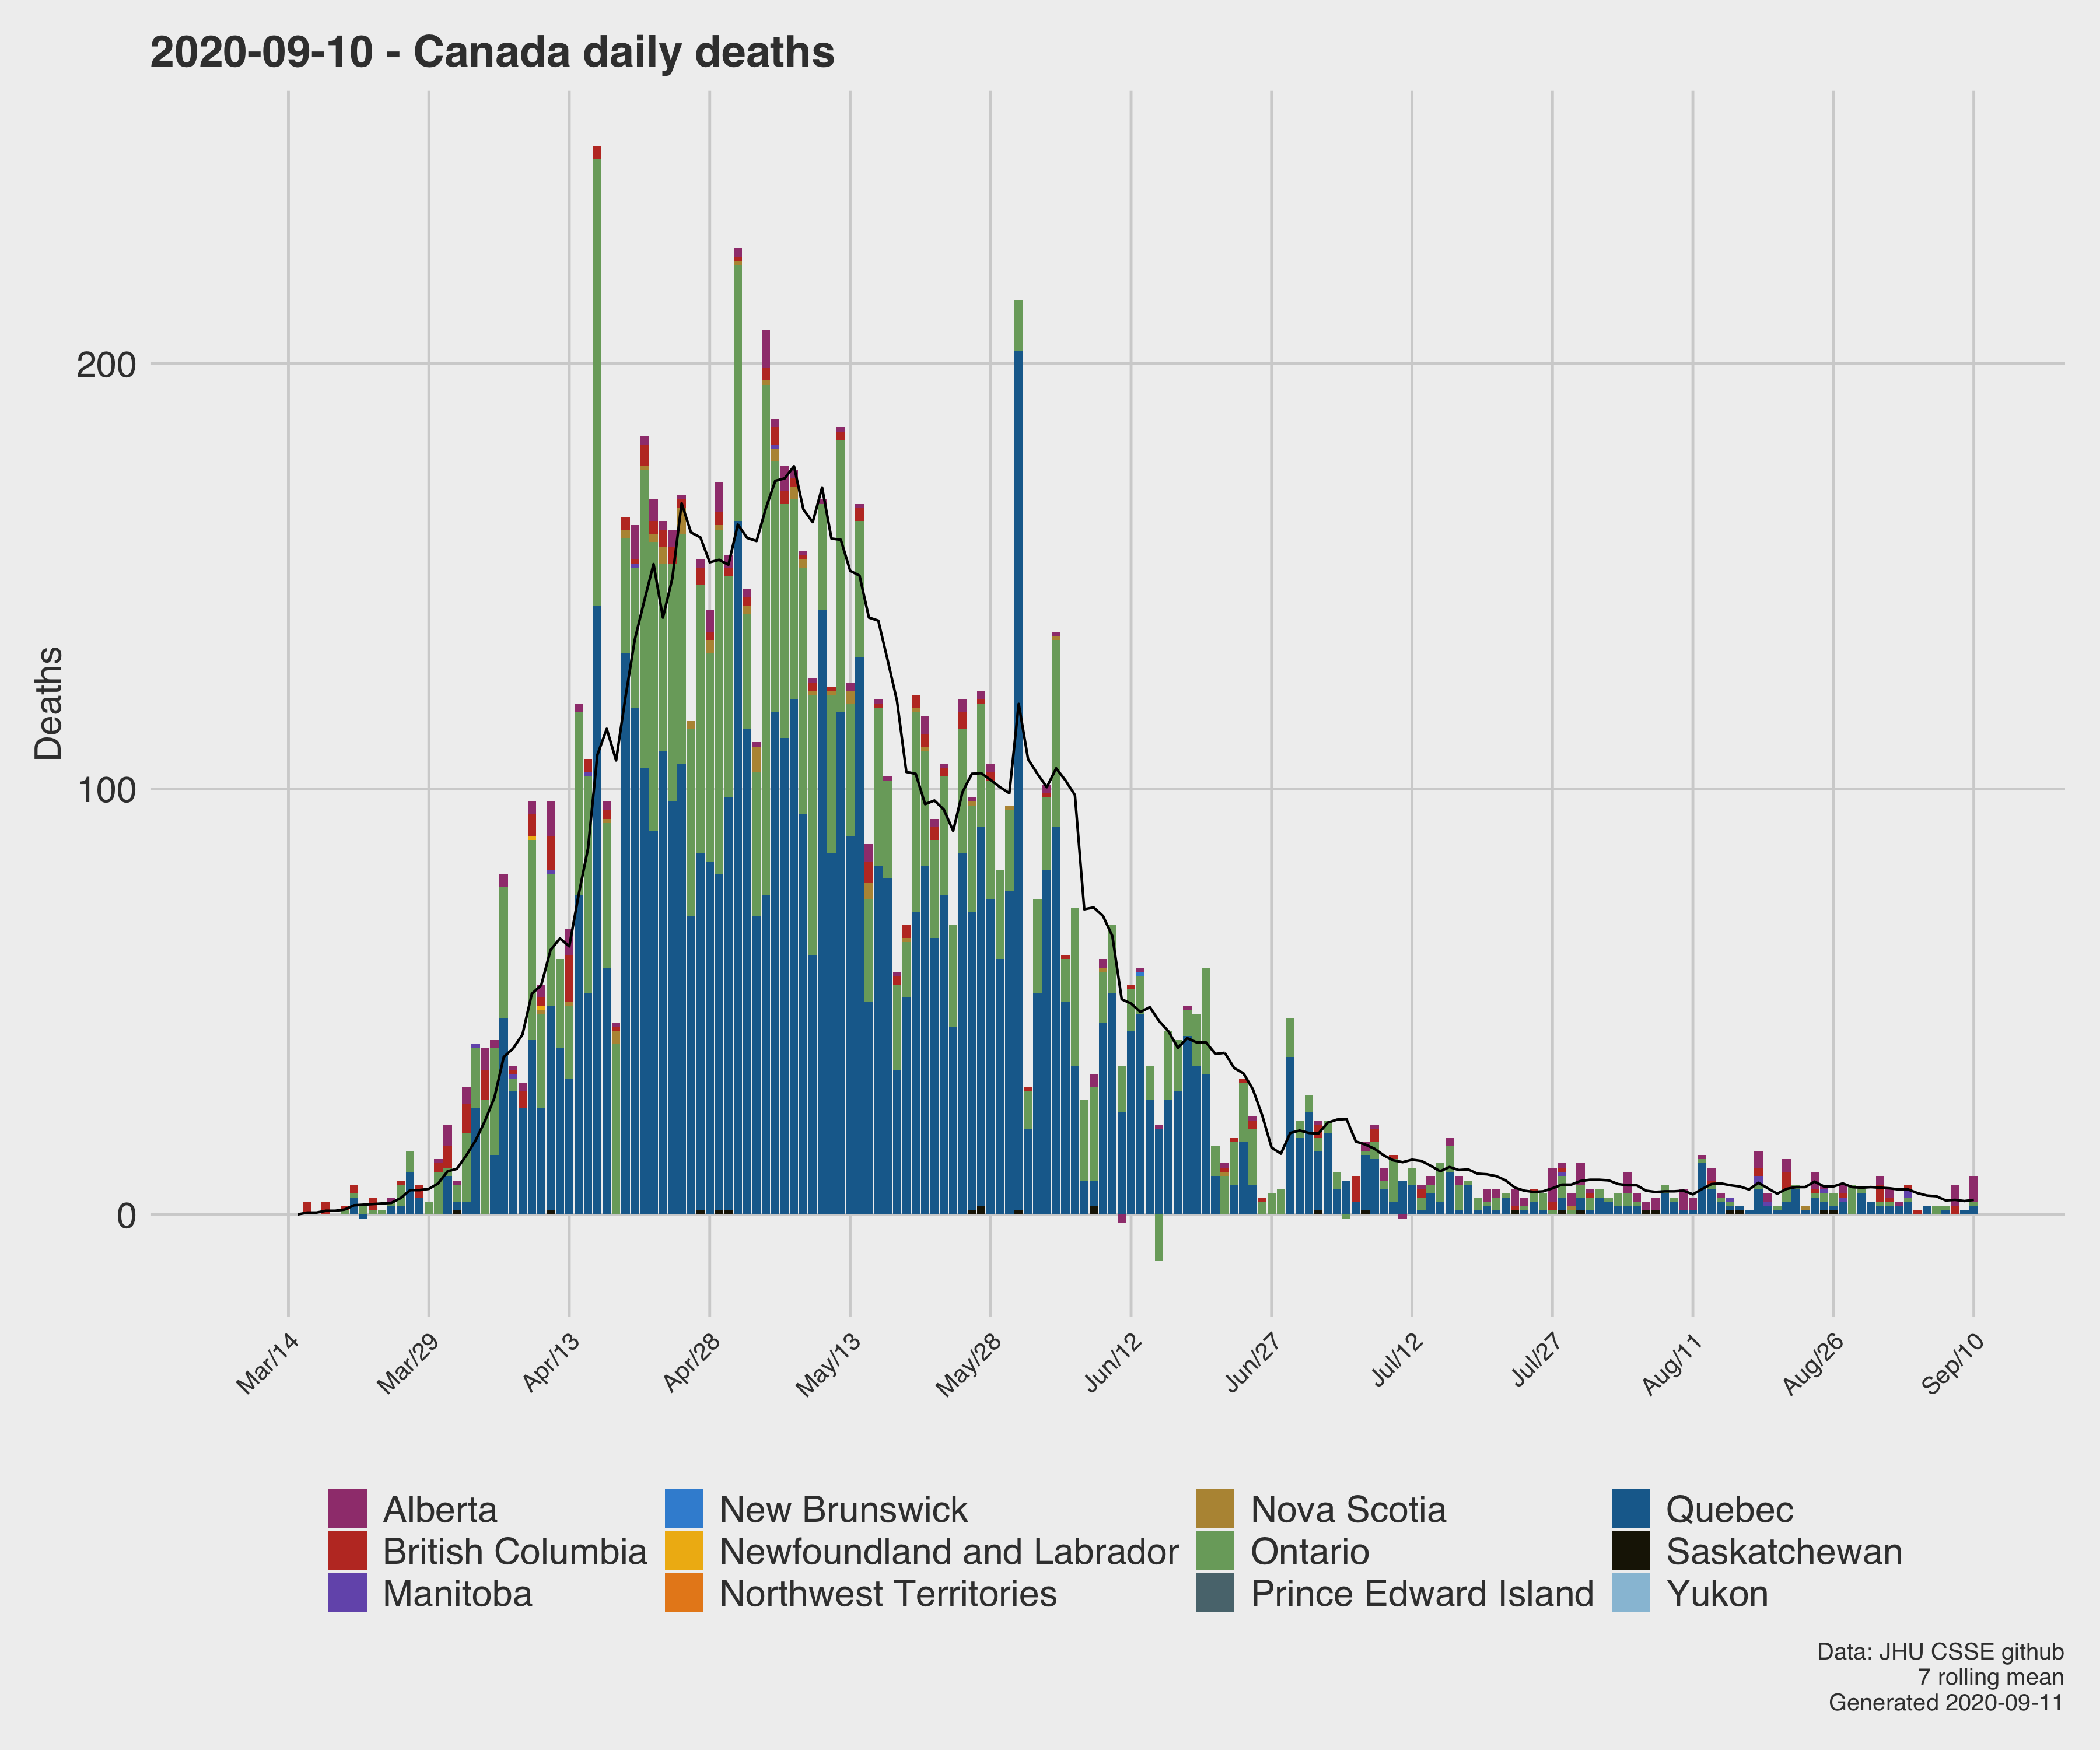 2020-09-10 - Canada daily deaths
200
100
0
Deaths
Mar/14
Mar/29
Apr/13
Apr/28
May/13
May/28
Jun/12
Jun/27
Jul/12
Jul/27
Aug/11
Aug/26
Sep/10
Alberta
New Brunswick
Nova Scotia
Quebec
British Columbia
Newfoundland and Labrador
Ontario
Saskatchewan
Manitoba
Northwest Territories
Prince Edward Island
Yukon
Data: JHU CSSE github
7 rolling mean
Generated 2020-09-11